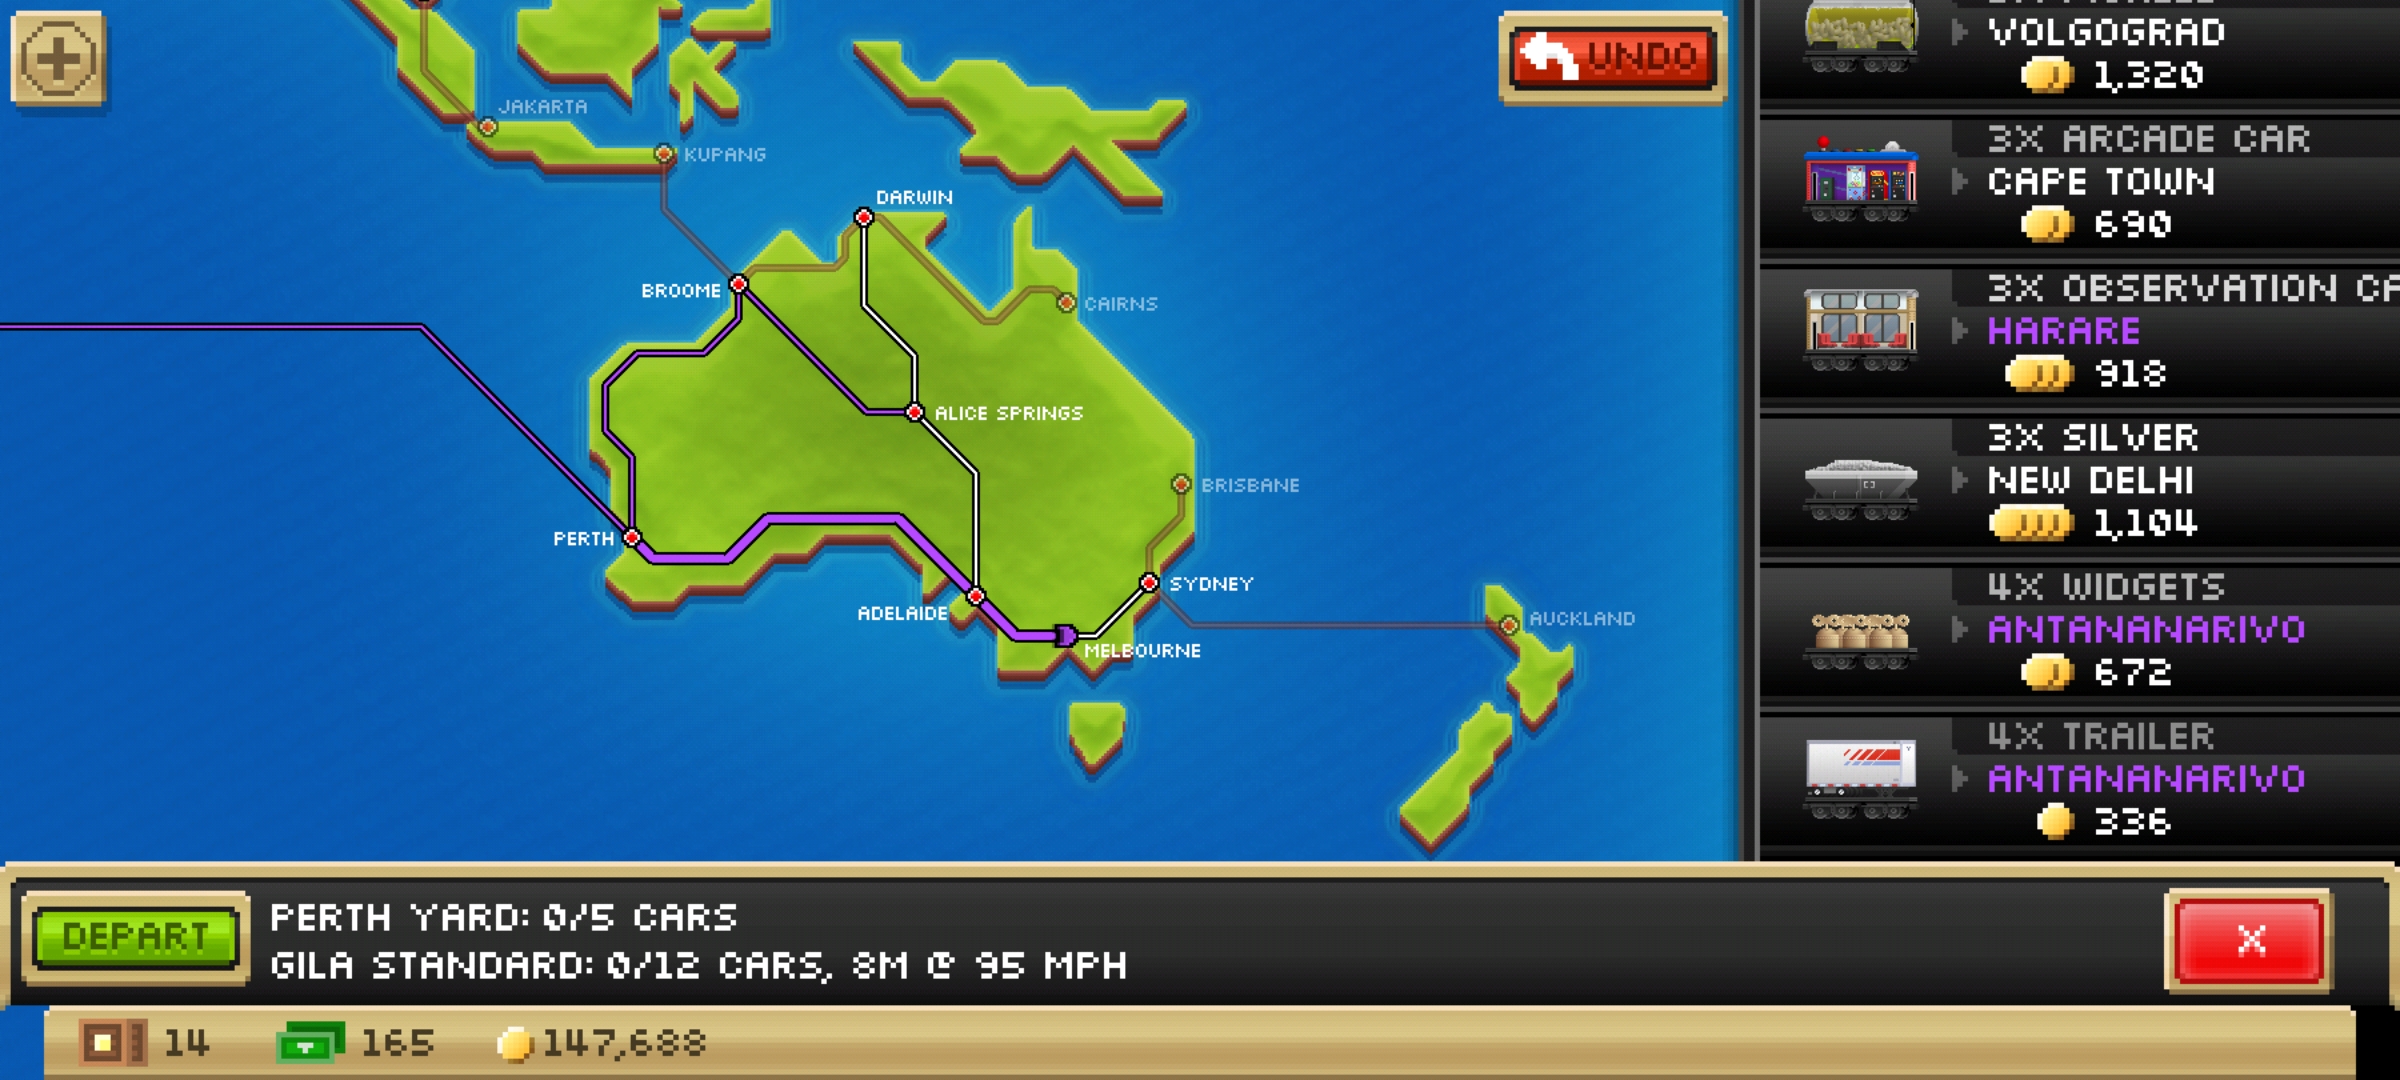 UNDO
JAKARTA
KUPANG
DARWIN
BROOME
CAIRNS
ALICE SPRINGS
BRISBANE
PERTH
SYDNEY
ADELAIDE
AUCKLAND
MELBOURNE
VOLGOGRAD
1,320
3X ARCADE CAR
CAPE TOWN
690
3X OBSERVATION CA
HARARE
918
3X SILVER
NEW DELHI
1,104
4X WIDGETS
ANTANANARIVO
672
4X TRAILER
ANTANANARIVO
336
DEPART
PERTH YARD: 0/5 CARS
GILA STANDARD: 0/12 CARS, 8M @ 95 MPH
X
14
165
147,688